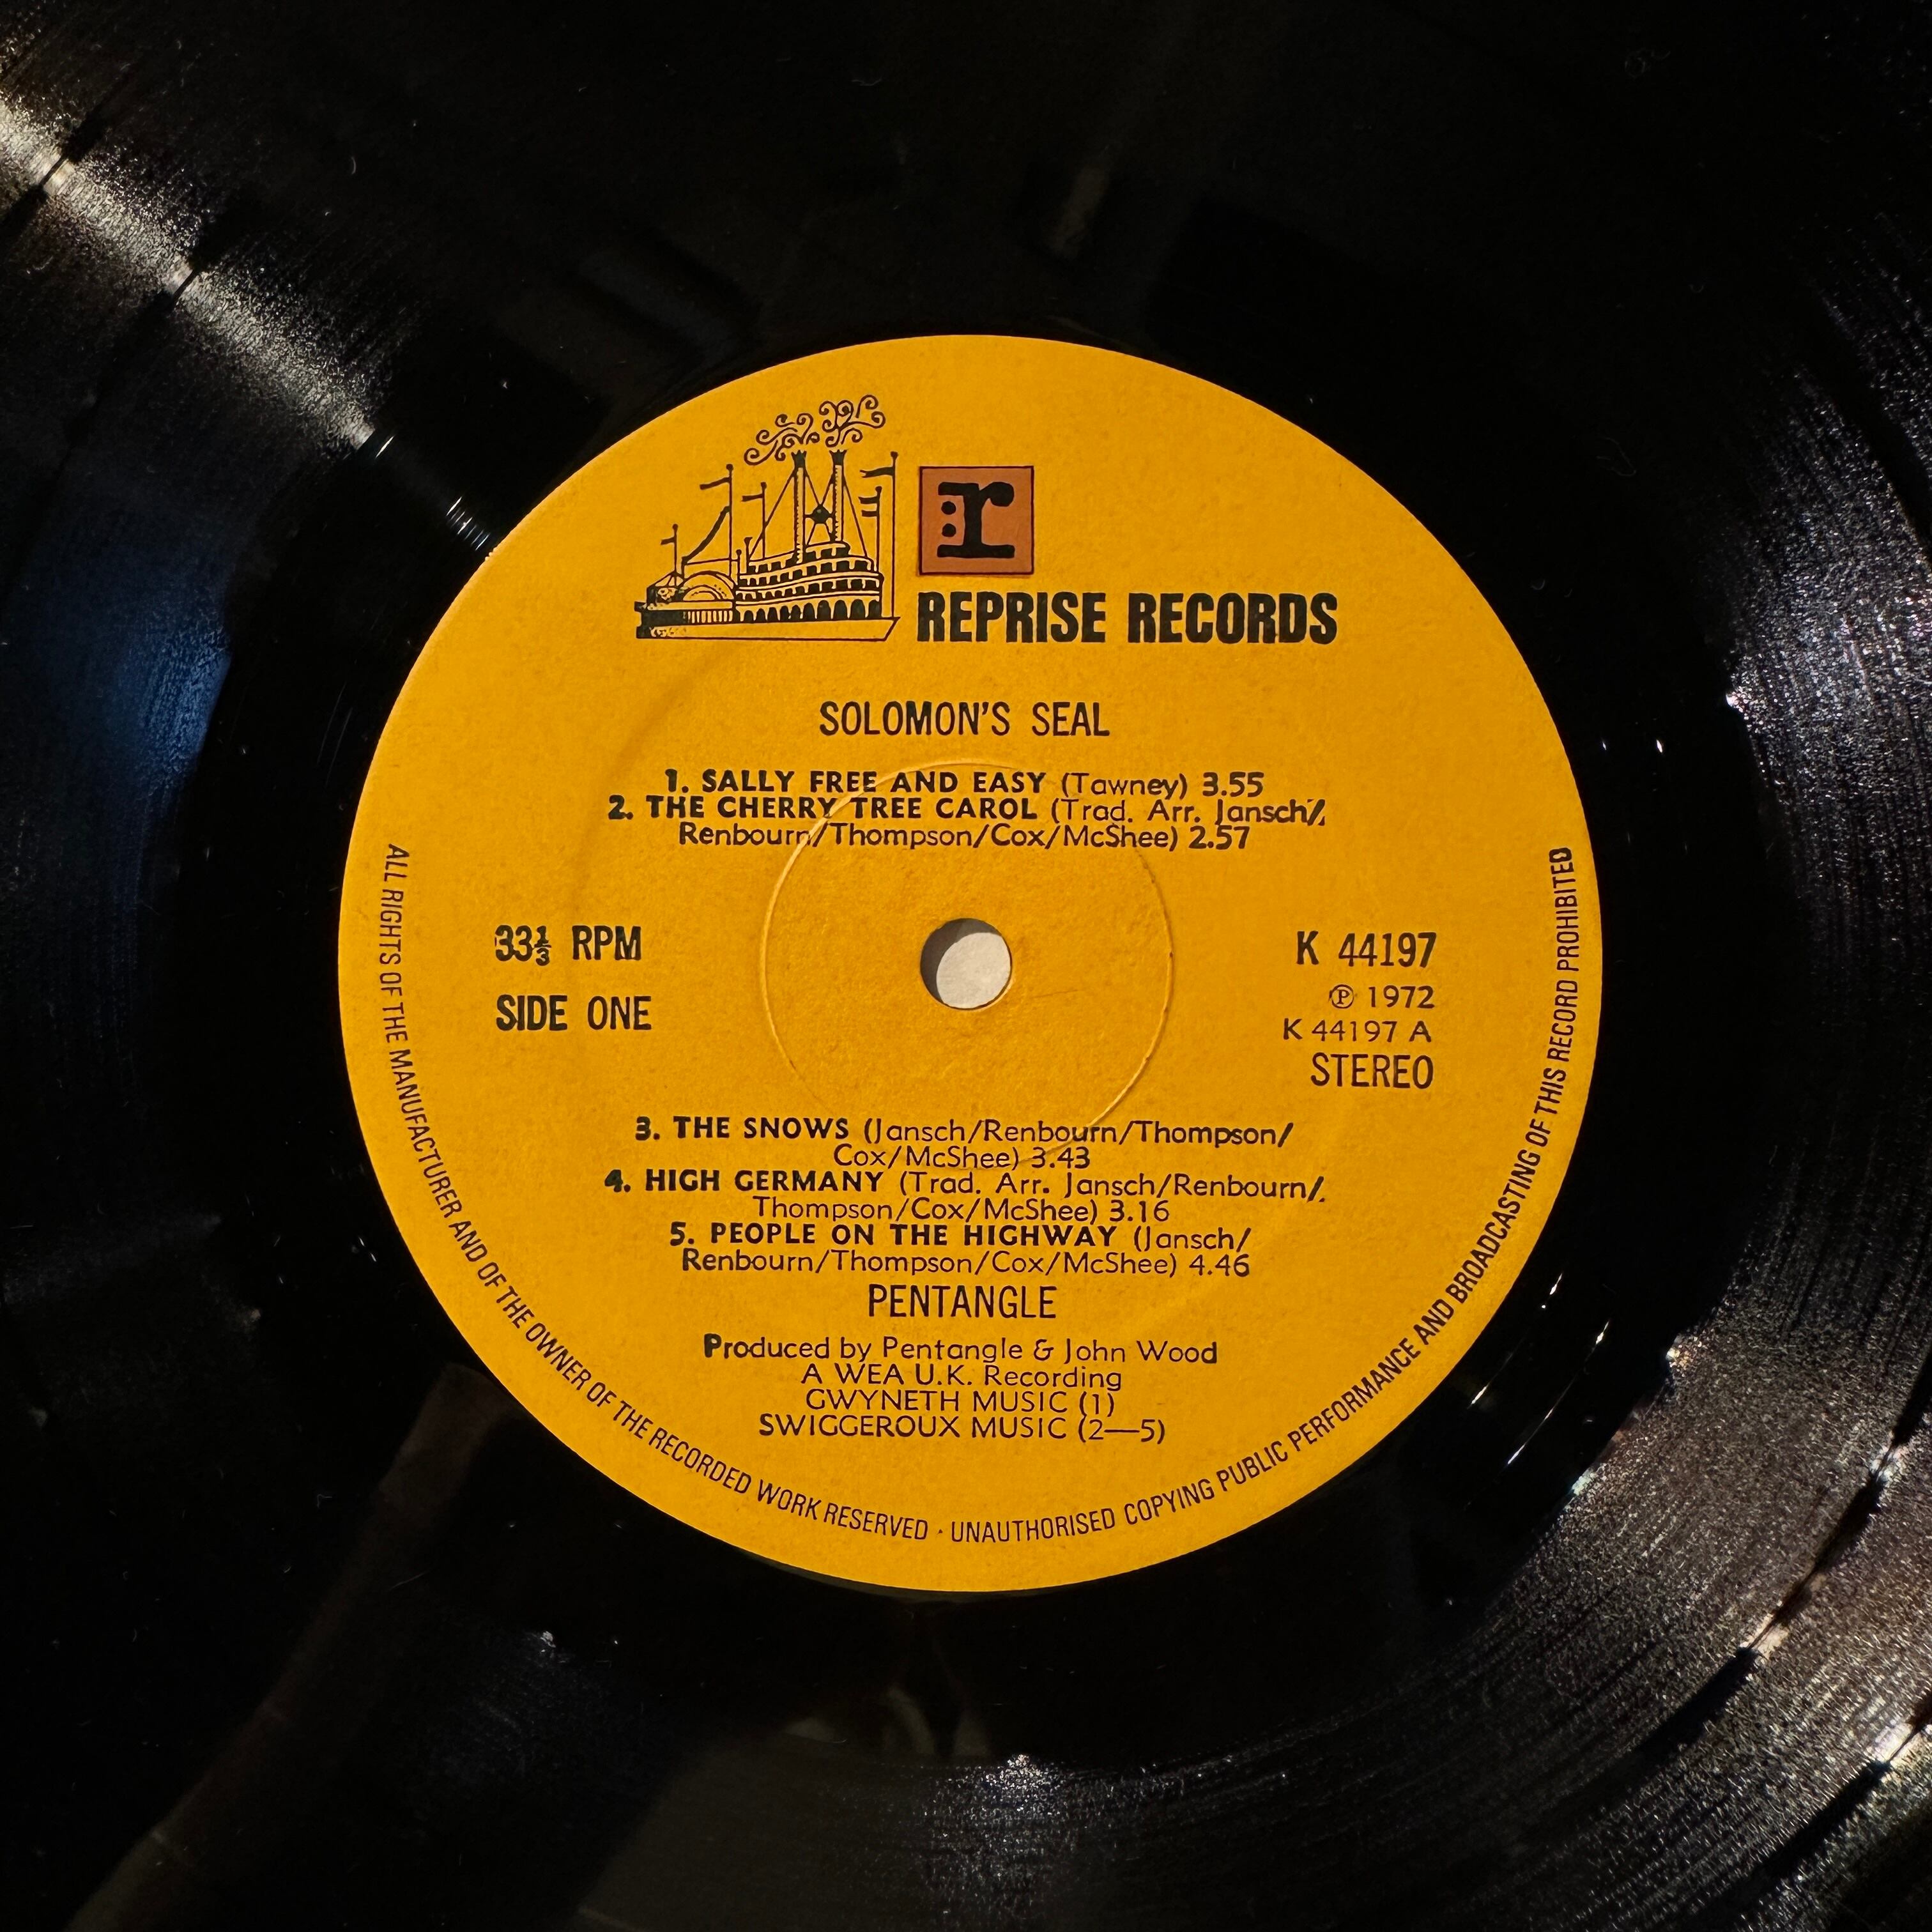 r
REPRISE RECORDS
SOLOMON'S SEAL
1. SALLY FREE AND EASY (Tawney) 3.55
2. THE CHERRY TREE CAROL (Trad. Arr. Jansch/
Renbourn/Thompson/Cox/McShee) 2.57
33⅓ RPM
SIDE ONE
K 44197
℗ 1972
K 44197 A
STEREO
3. THE SNOWS (Jansch/Renbourn/Thompson/
Cox/McShee) 3.43
4. HIGH GERMANY (Trad. Arr. Jansch/Renbourn/
Thompson/Cox/McShee) 3.16
5. PEOPLE ON THE HIGHWAY (Jansch/
Renbourn/Thompson/Cox/McShee) 4.46
PENTANGLE
Produced by Pentangle & John Wood
A WEA U.K. Recording
GWYNETH MUSIC (1)
SWIGGEROUX MUSIC (2—5)
ALL RIGHTS OF THE MANUFACTURER AND OF THE OWNER OF THE RECORDED WORK RESERVED · UNAUTHORISED COPYING PUBLIC PERFORMANCE AND BROADCASTING OF THIS RECORD PROHIBITED